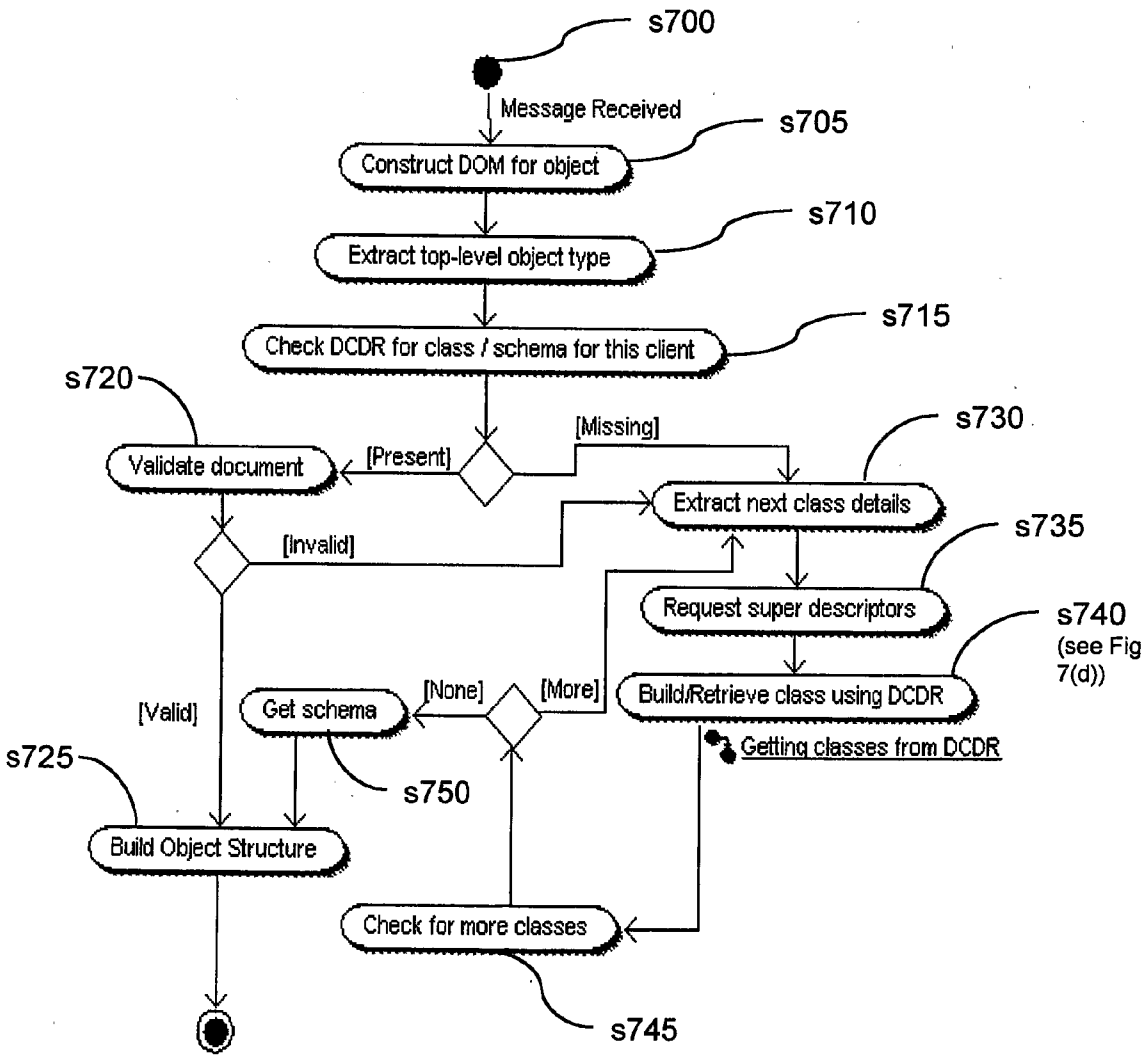 s700
Message Received
s705
Construct DOM for object
s710
Extract top-level object type
s715
Check DCDR for class / schema for this client
s720
[Missing]
s730
Validate document
[Present]
Extract next class details
[Invalid]
s735
Request super descriptors
s740
(see Fig
7(d))
[None]
[More]
Build/Retrieve class using DCDR
Get schema
[Valid]
Getting classes from DCDR
s725
s750
Build Object Structure
Check for more classes
s745